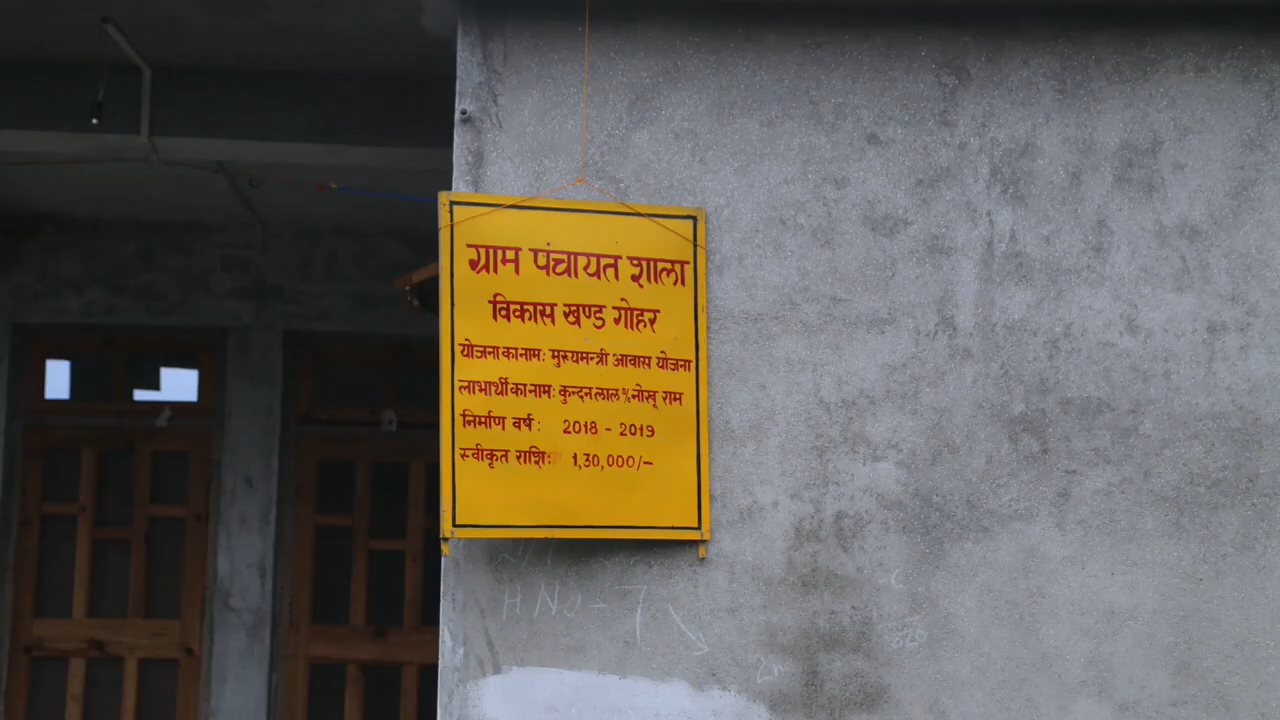 ग्राम पंचायत शाला
विकास खण्ड गोहर
योजना का नाम: मुख्यमन्त्री आवास योजना
लाभार्थी का नाम: कुन्दन लाल % नोखू राम
निर्माण वर्ष: 2018 - 2019
स्वीकृत राशि: 1,30,000/-
HNO - 7